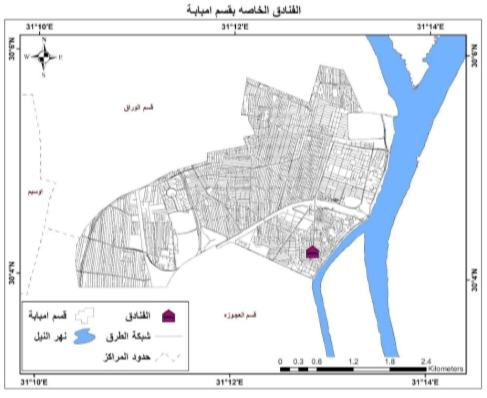 الفنادق الخاصه بقسم امبابة
31°10'E 31°12'E 31°14'E
30°6'N 30°6'N
N
W E
S
قسم الوراق
اوسيم
30°4'N 30°4'N
قسم العجوزه
الفنادق قسم امبابة
شبكة الطرق نهر النيل
حدود المراكز
0 0.3 0.6 1.2 1.8 2.4
Kilometers
31°10'E 31°12'E 31°14'E